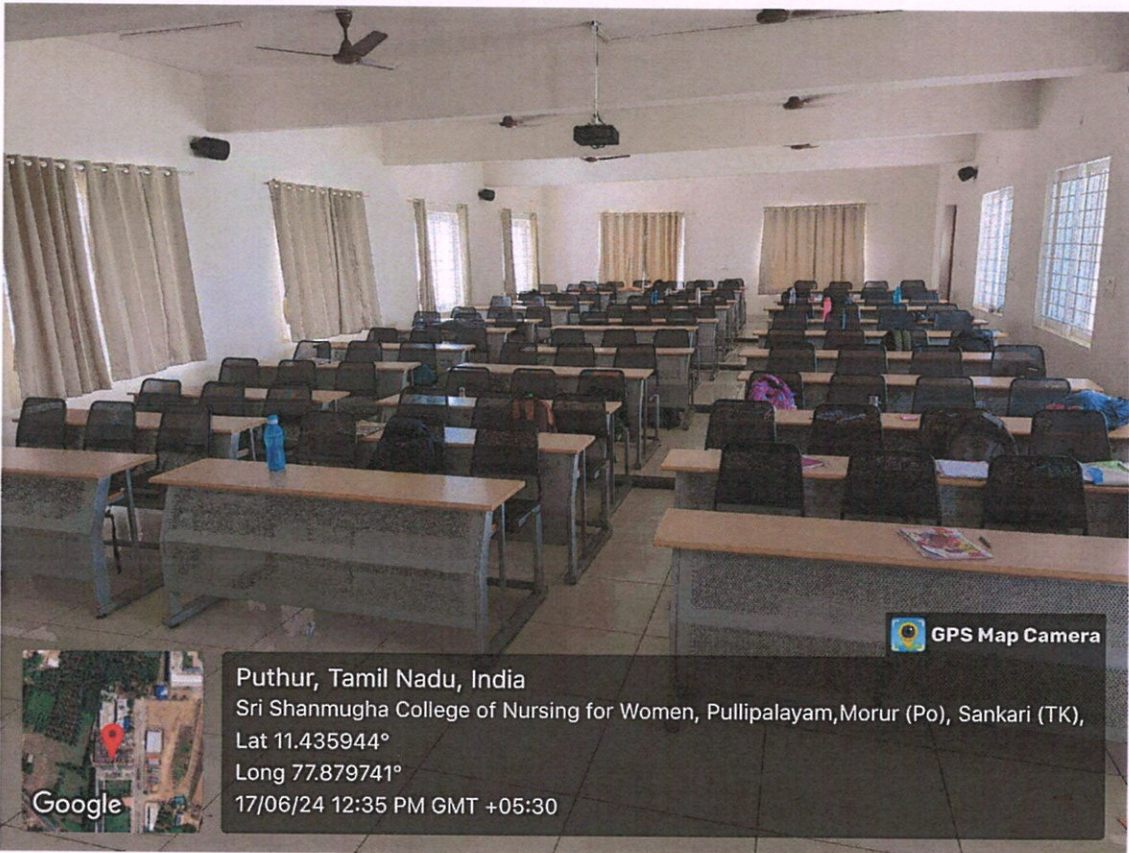 GPS Map Camera
Puthur, Tamil Nadu, India
Sri Shanmugha College of Nursing for Women, Pullipalayam,Morur (Po), Sankari (TK),
Lat 11.435944°
Long 77.879741°
17/06/24 12:35 PM GMT +05:30
Google